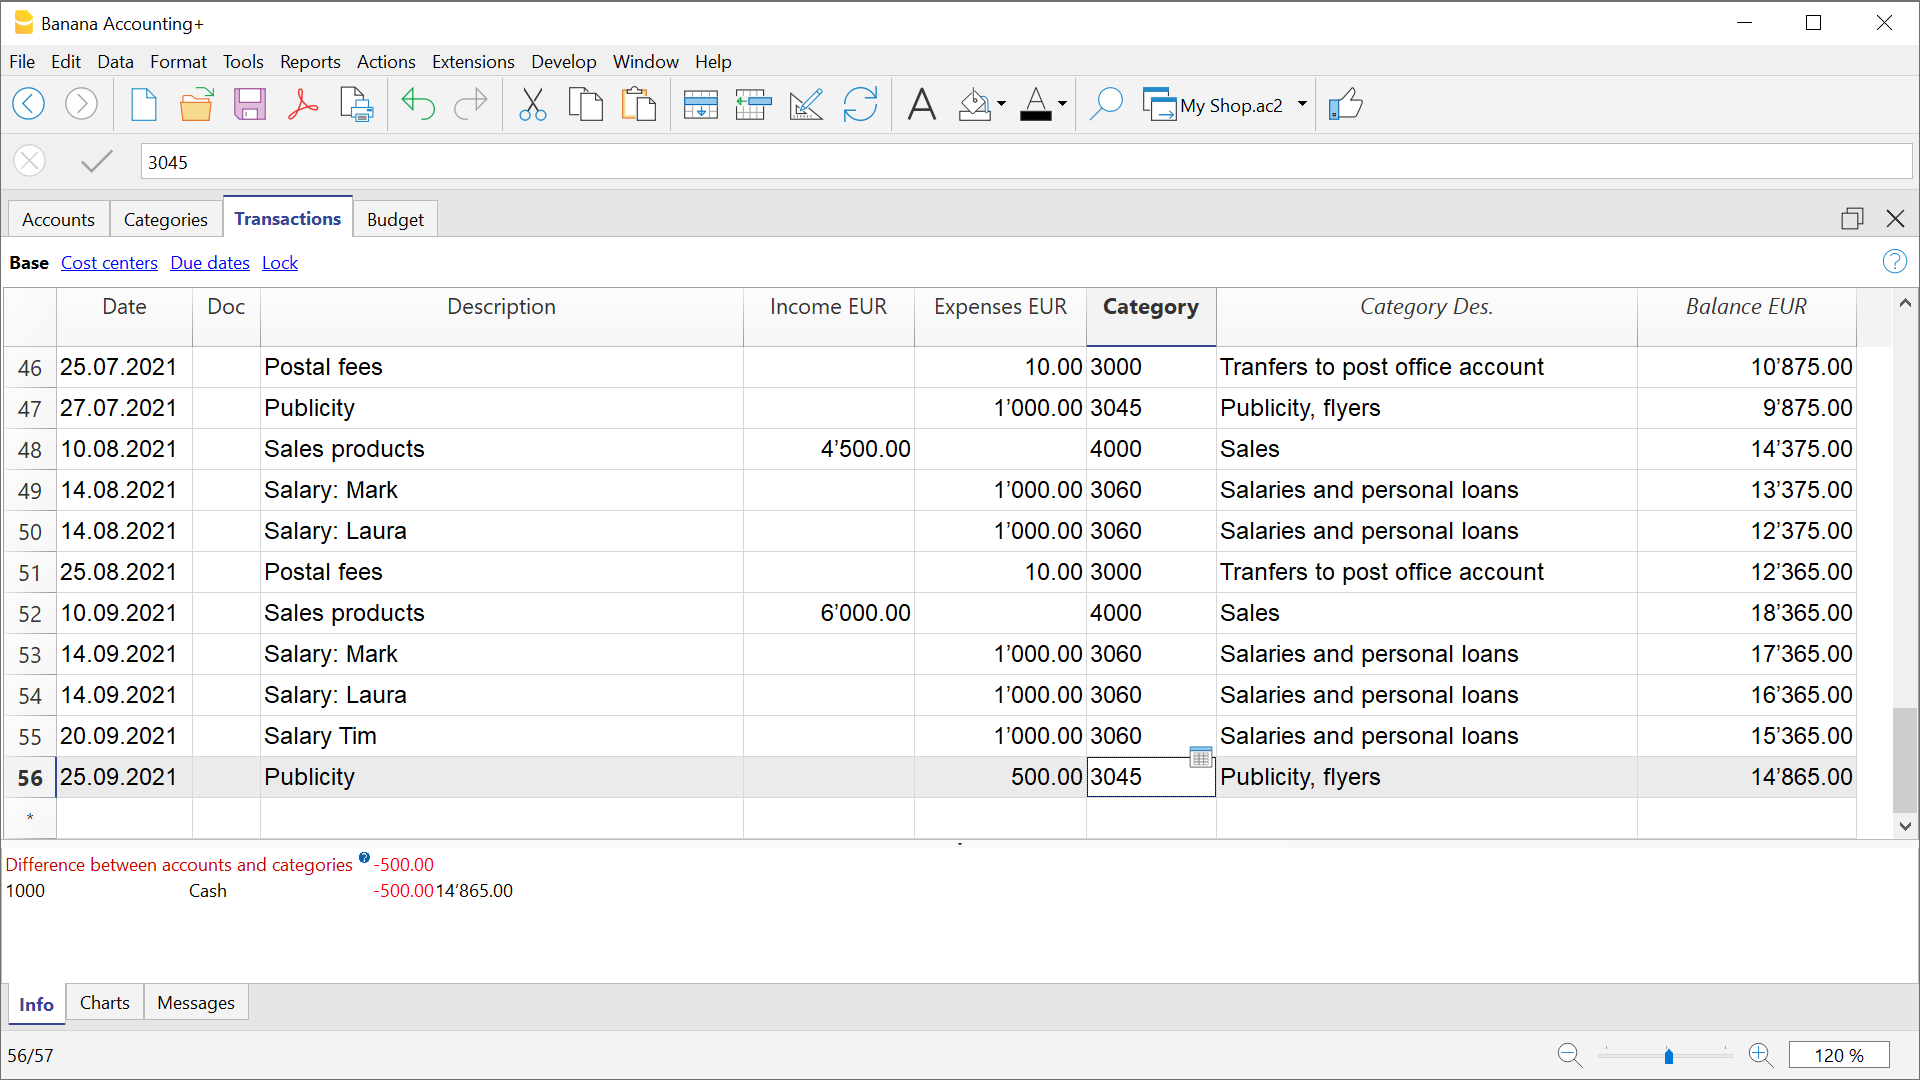 Banana Accounting+
File Edit Data Format Tools Reports Actions Extensions Develop Window Help
My Shop.ac2
3045
Accounts Categories Transactions Budget
Base Cost centers Due dates Lock
Date Doc Description Income EUR Expenses EUR Category Category Des. Balance EUR
46 25.07.2021 Postal fees 10.00 3000 Tranfers to post office account 10’875.00
47 27.07.2021 Publicity 1’000.00 3045 Publicity, flyers 9’875.00
48 10.08.2021 Sales products 4’500.00 4000 Sales 14’375.00
49 14.08.2021 Salary: Mark 1’000.00 3060 Salaries and personal loans 13’375.00
50 14.08.2021 Salary: Laura 1’000.00 3060 Salaries and personal loans 12’375.00
51 25.08.2021 Postal fees 10.00 3000 Tranfers to post office account 12’365.00
52 10.09.2021 Sales products 6’000.00 4000 Sales 18’365.00
53 14.09.2021 Salary: Mark 1’000.00 3060 Salaries and personal loans 17’365.00
54 14.09.2021 Salary: Laura 1’000.00 3060 Salaries and personal loans 16’365.00
55 20.09.2021 Salary Tim 1’000.00 3060 Salaries and personal loans 15’365.00
56 25.09.2021 Publicity 500.00 3045 Publicity, flyers 14’865.00
*
Difference between accounts and categories ? -500.00
1000 Cash -500.00 14’865.00
Info Charts Messages
56/57 120 %